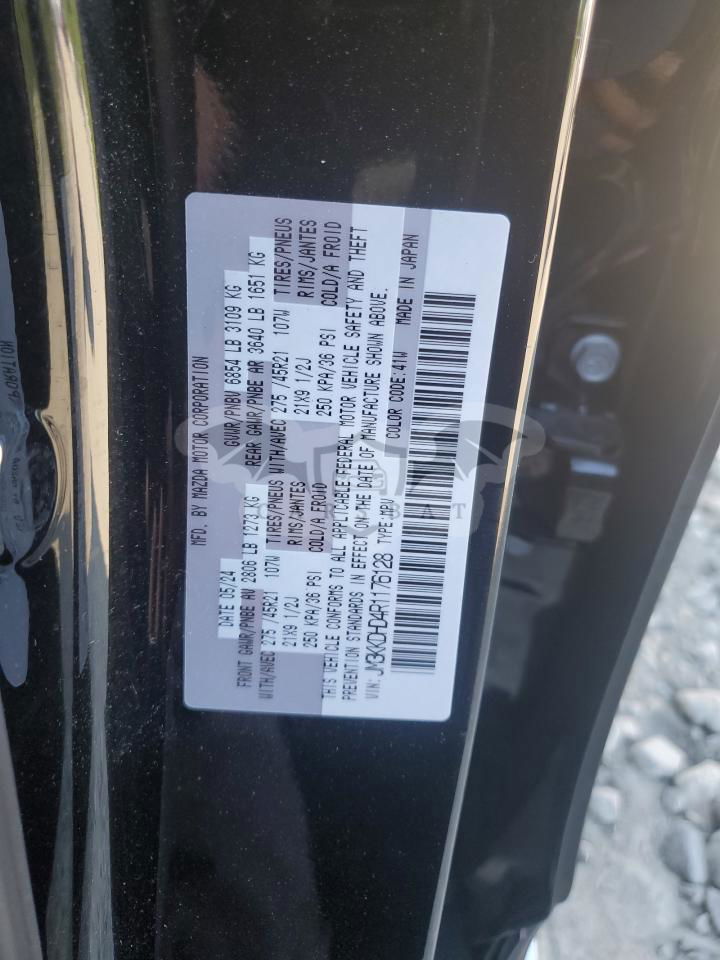 MFD. BY MAZDA MOTOR CORPORATION
DATE 05/24 GVWR/PNBV 6854 LB 3109 KG
FRONT GAWR/PNBE AV 2806 LB 1273 KG REAR GAWR/PNBE AR 3640 LB 1651 KG
WITH/AVEC 275 /45R21 107W TIRES/PNEUS WITH/AVEC 275 /45R21 107W TIRES/PNEUS
21X9 1/2J RIMS/JANTES 21X9 1/2J RIMS/JANTES
250 KPA/36 PSI COLD/A FROID 250 KPA/36 PSI COLD/A FROID
THIS VEHICLE CONFORMS TO ALL APPLICABLE FEDERAL MOTOR VEHICLE SAFETY AND THEFT
PREVENTION STANDARDS IN EFFECT ON THE DATE OF MANUFACTURE SHOWN ABOVE.
VIN: JM3KKDHD4R1176128 TYPE:MPV COLOR CODE:41W MADE IN JAPAN
CARSBAT